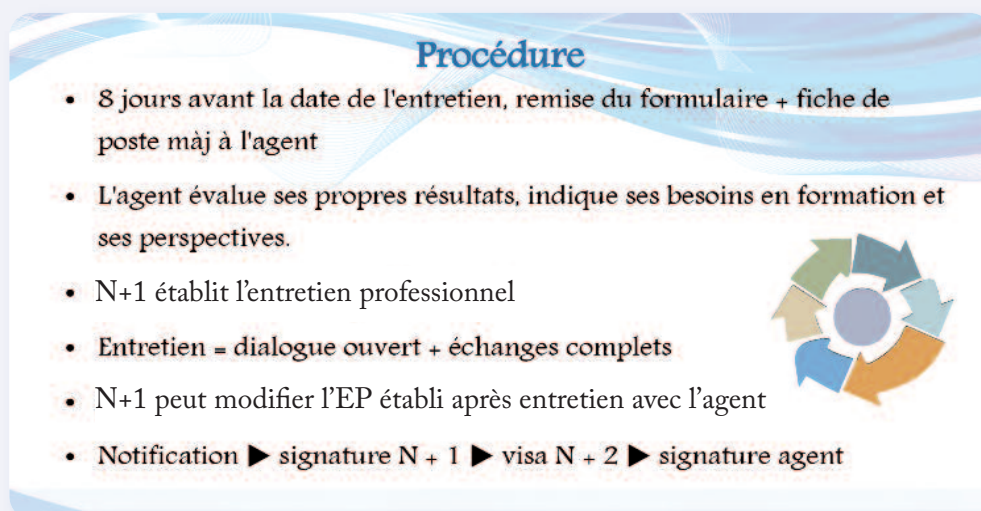 Procédure
• 8 jours avant la date de l'entretien, remise du formulaire + fiche de
poste màj à l'agent
• L'agent évalue ses propres résultats, indique ses besoins en formation et
ses perspectives.
• N+1 établit l’entretien professionnel
• Entretien = dialogue ouvert + échanges complets
• N+1 peut modifier l’EP établi après entretien avec l’agent
• Notification ▶ signature N + 1 ▶ visa N + 2 ▶ signature agent